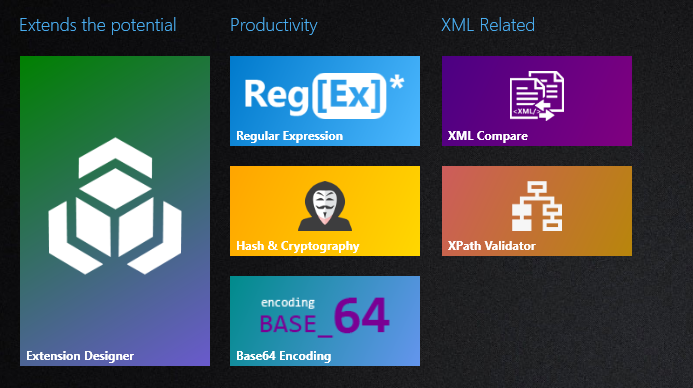 Extends the potential
Extension Designer
Productivity
Reg[Ex]*
Regular Expression
Hash & Cryptography
encoding
BASE_64
Base64 Encoding
XML Related
<XML/>
XML Compare
XPath Validator